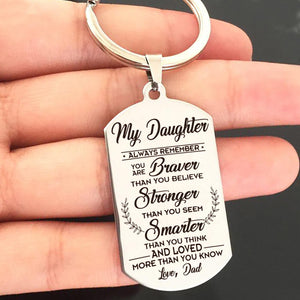 My Daughter
ALWAYS REMEMBER
YOU ARE Braver
THAN YOU BELIEVE
Stronger
THAN YOU SEEM
Smarter
THAN YOU THINK
AND LOVED
MORE THAN YOU KNOW
Love, Dad